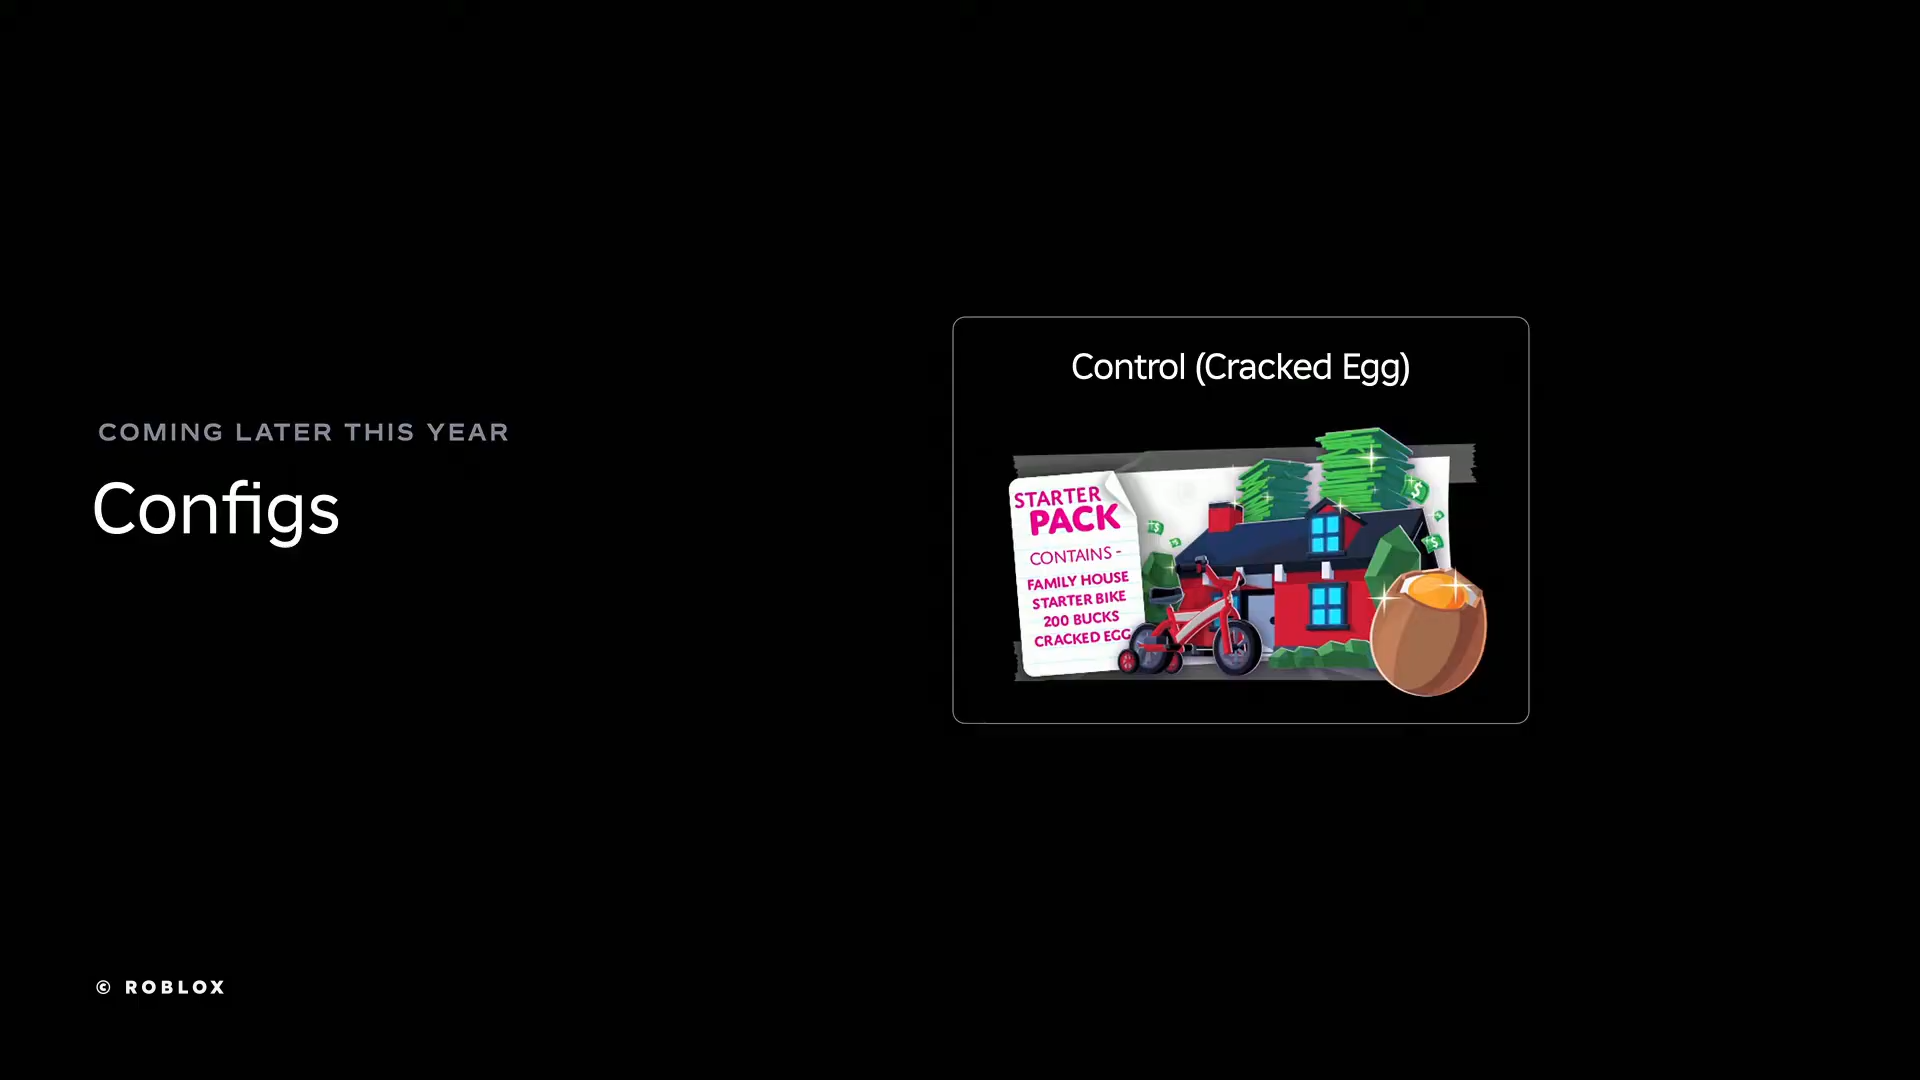 COMING LATER THIS YEAR
Configs
Control (Cracked Egg)
STARTER
PACK
CONTAINS -
FAMILY HOUSE
STARTER BIKE
200 BUCKS
CRACKED EGG
© ROBLOX